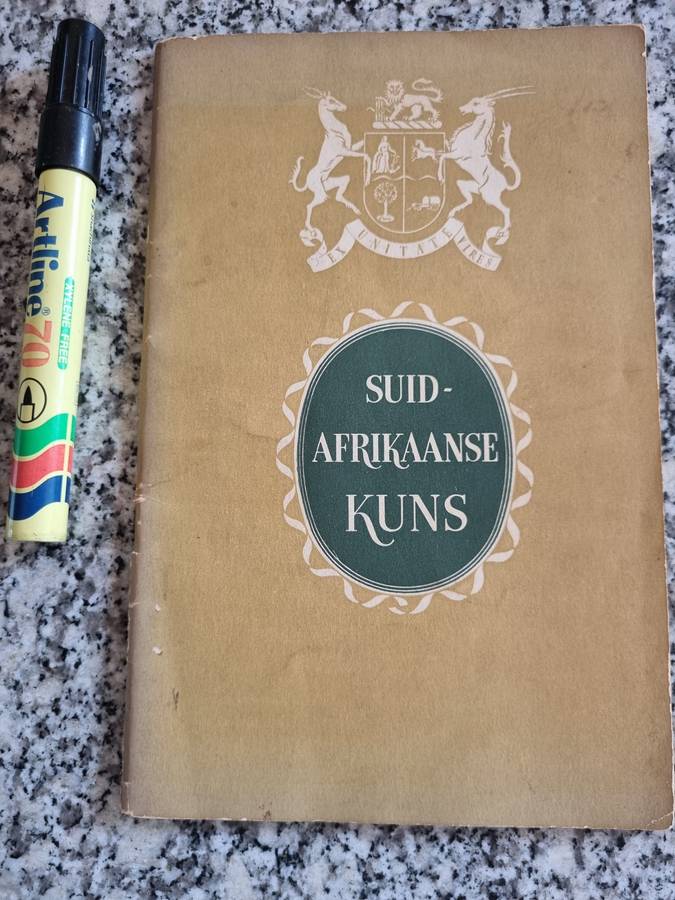 EX UNITATE VIRES
SUID-
AFRIKAANSE
KUNS
Artline® 70
XYLENE FREE